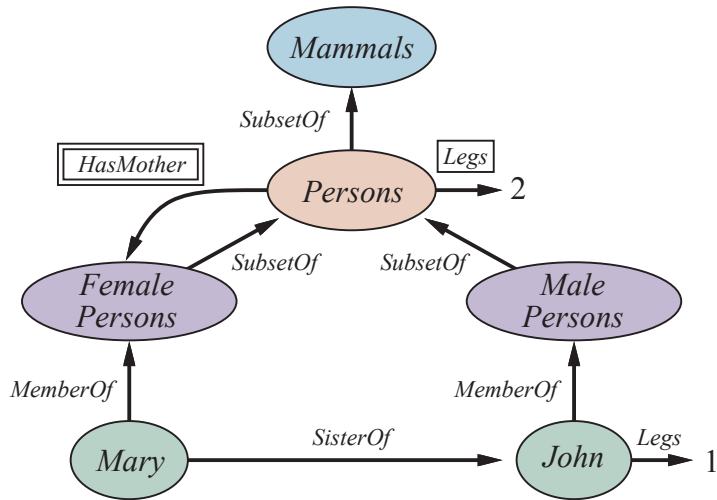 Mammals
SubsetOf
HasMother
Legs
Persons
2
SubsetOf
SubsetOf
Female
Persons
Male
Persons
MemberOf
MemberOf
SisterOf
Legs
Mary
John
1